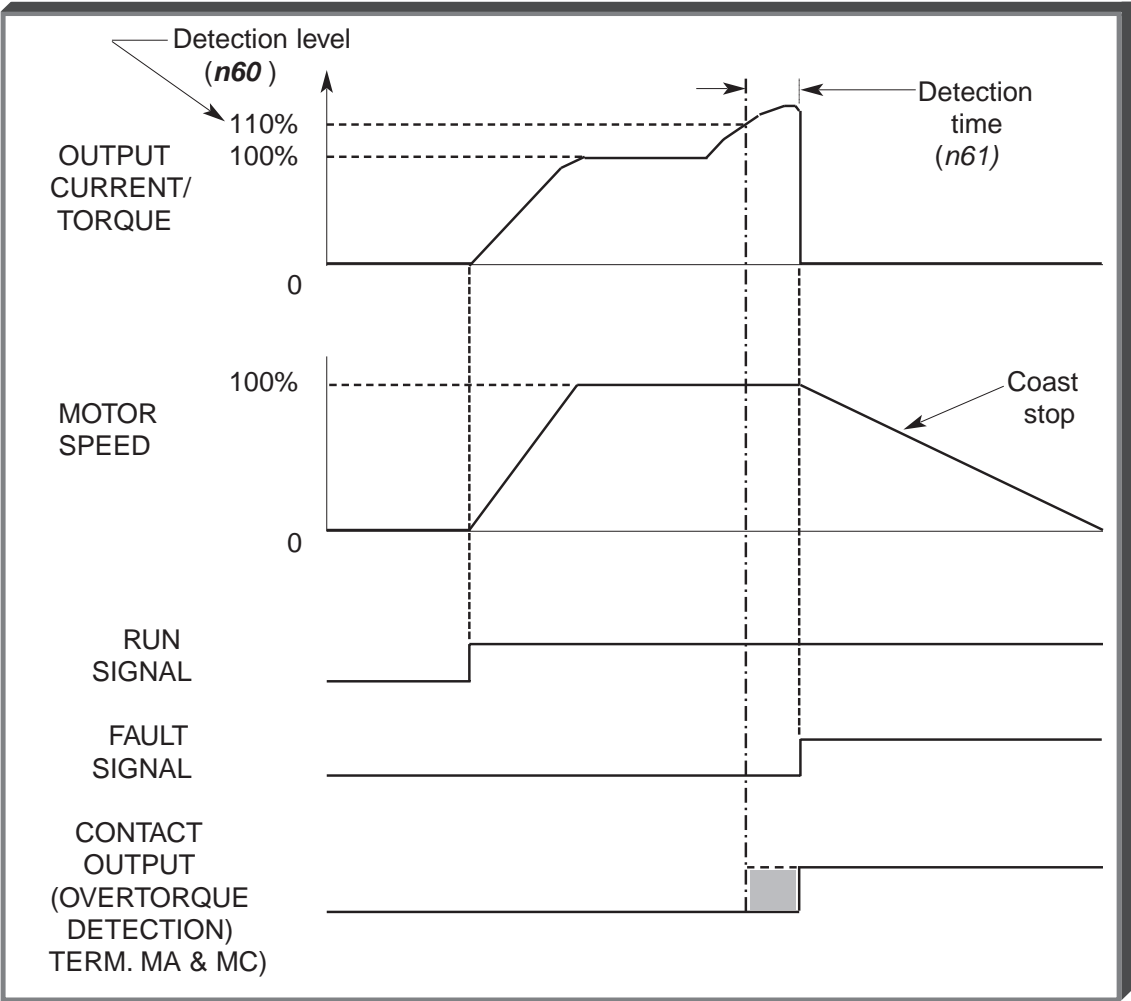 Detection level
(n60 )
110%
100%
OUTPUT
CURRENT/
TORQUE
0
Detection
time
(n61)
100%
MOTOR
SPEED
0
Coast
stop
RUN
SIGNAL
FAULT
SIGNAL
CONTACT
OUTPUT
(OVERTORQUE
DETECTION)
TERM. MA & MC)